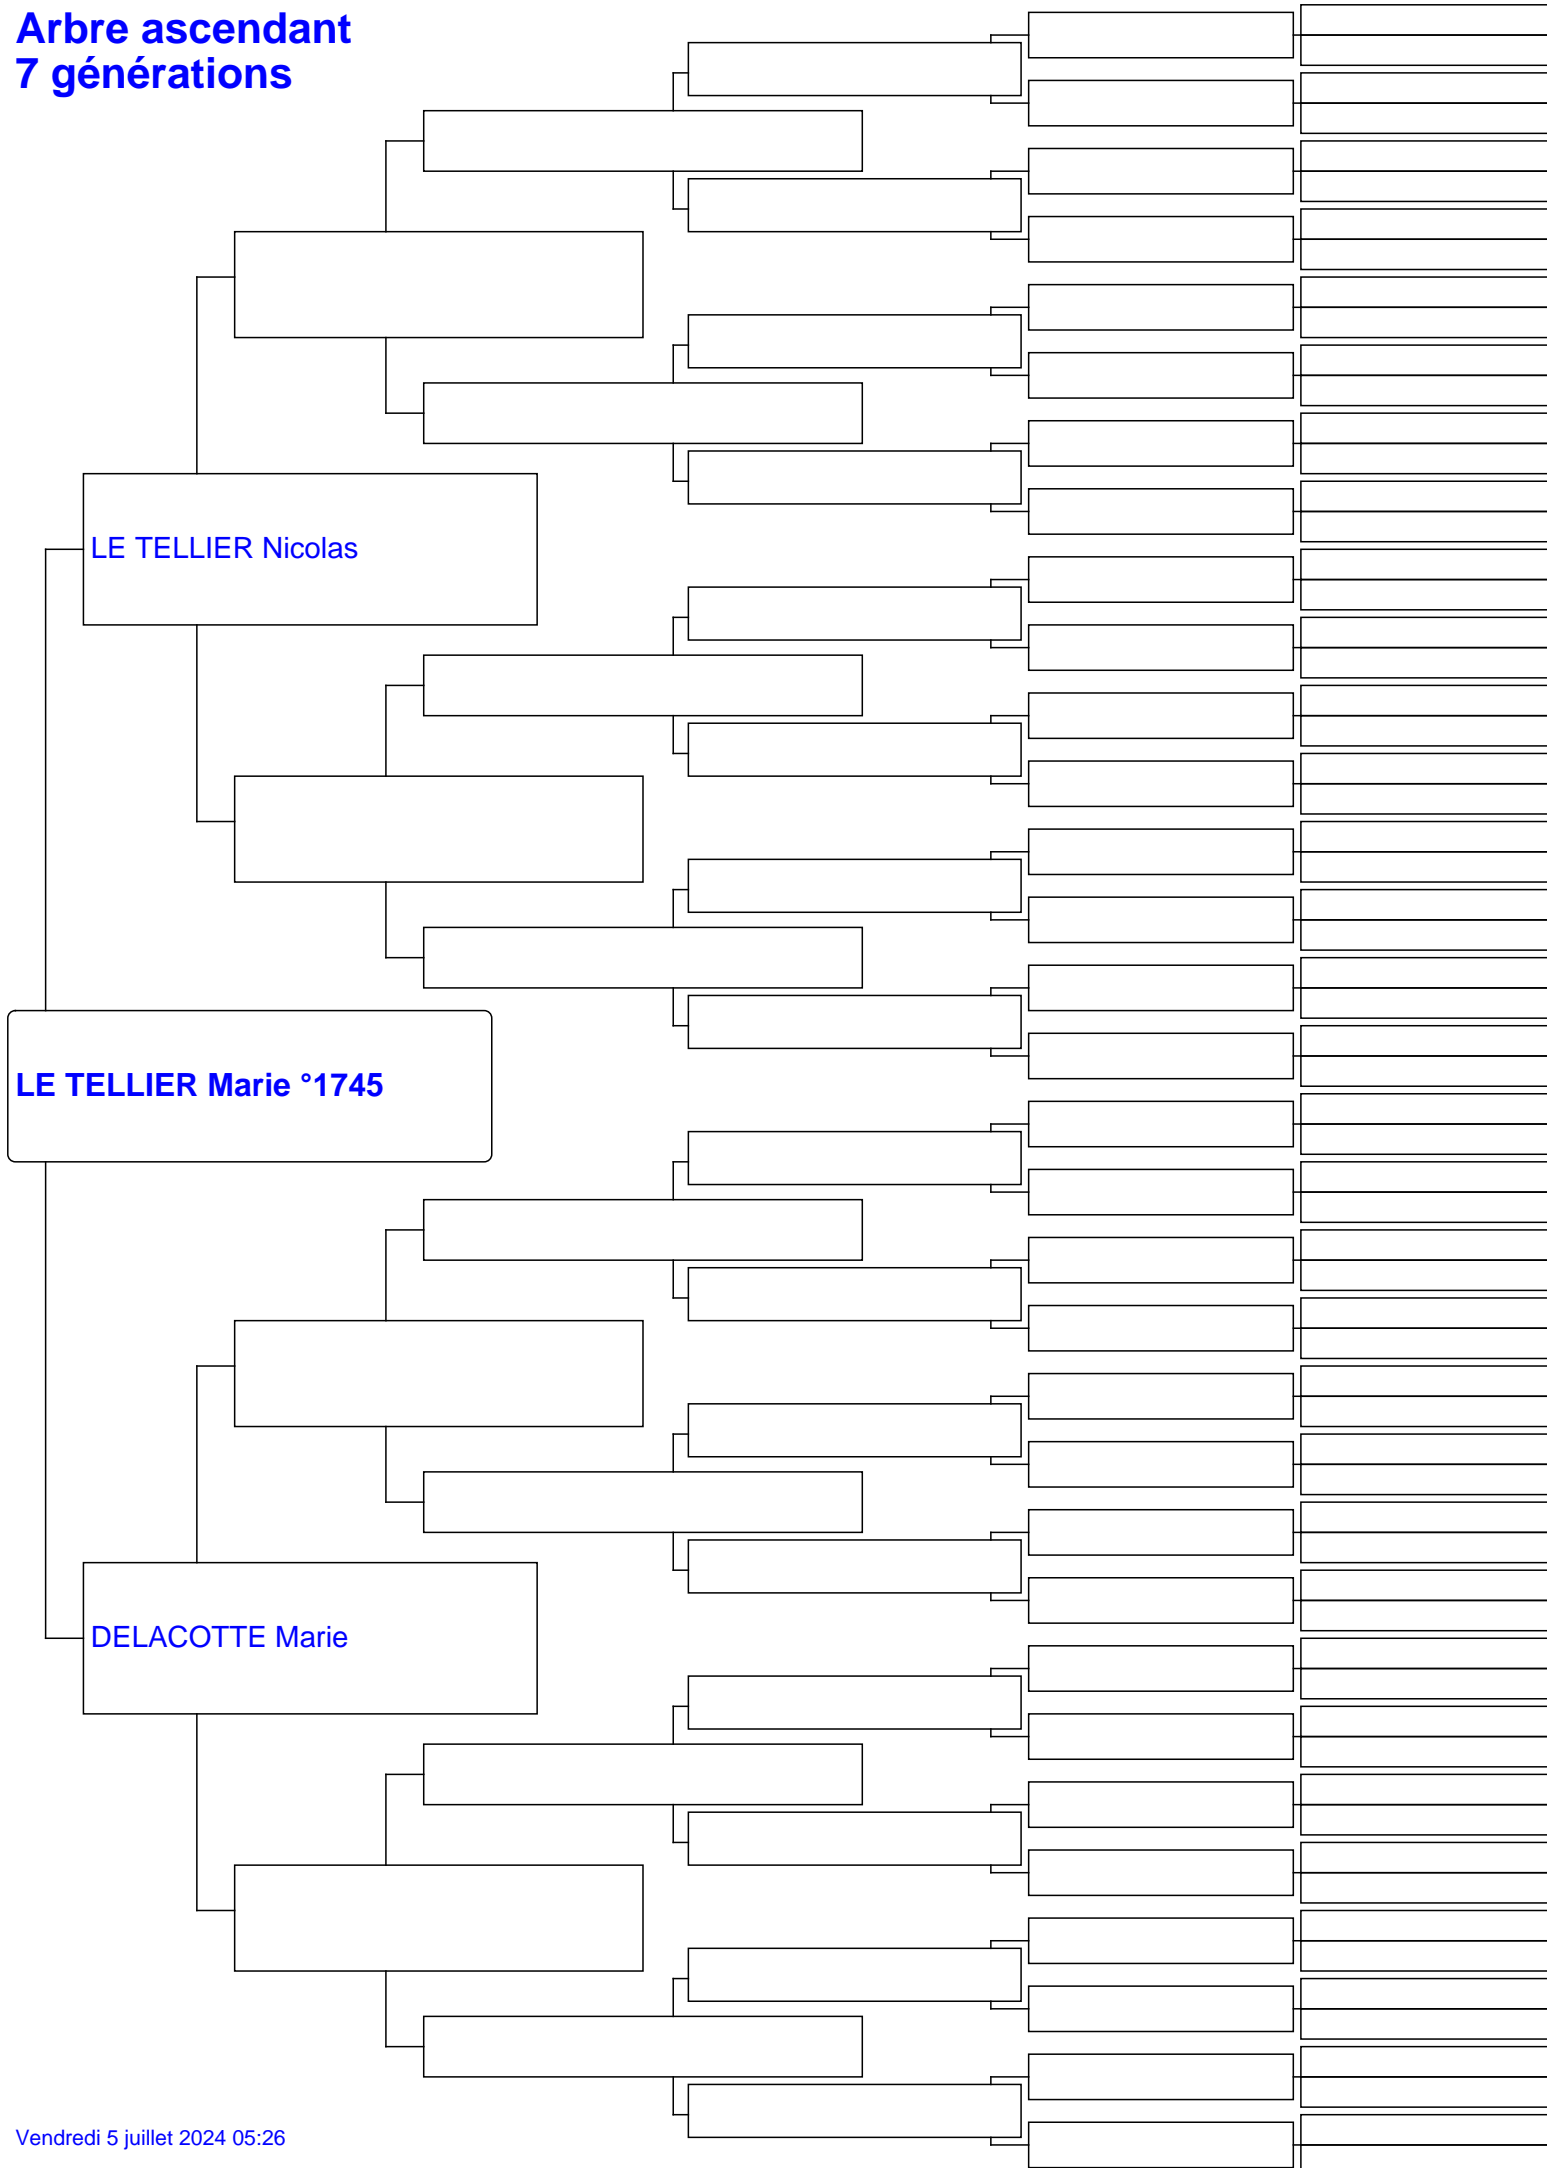 Arbre ascendant
7 générations
LE TELLIER Nicolas
LE TELLIER Marie °1745
DELACOTTE Marie
Vendredi 5 juillet 2024 05:26